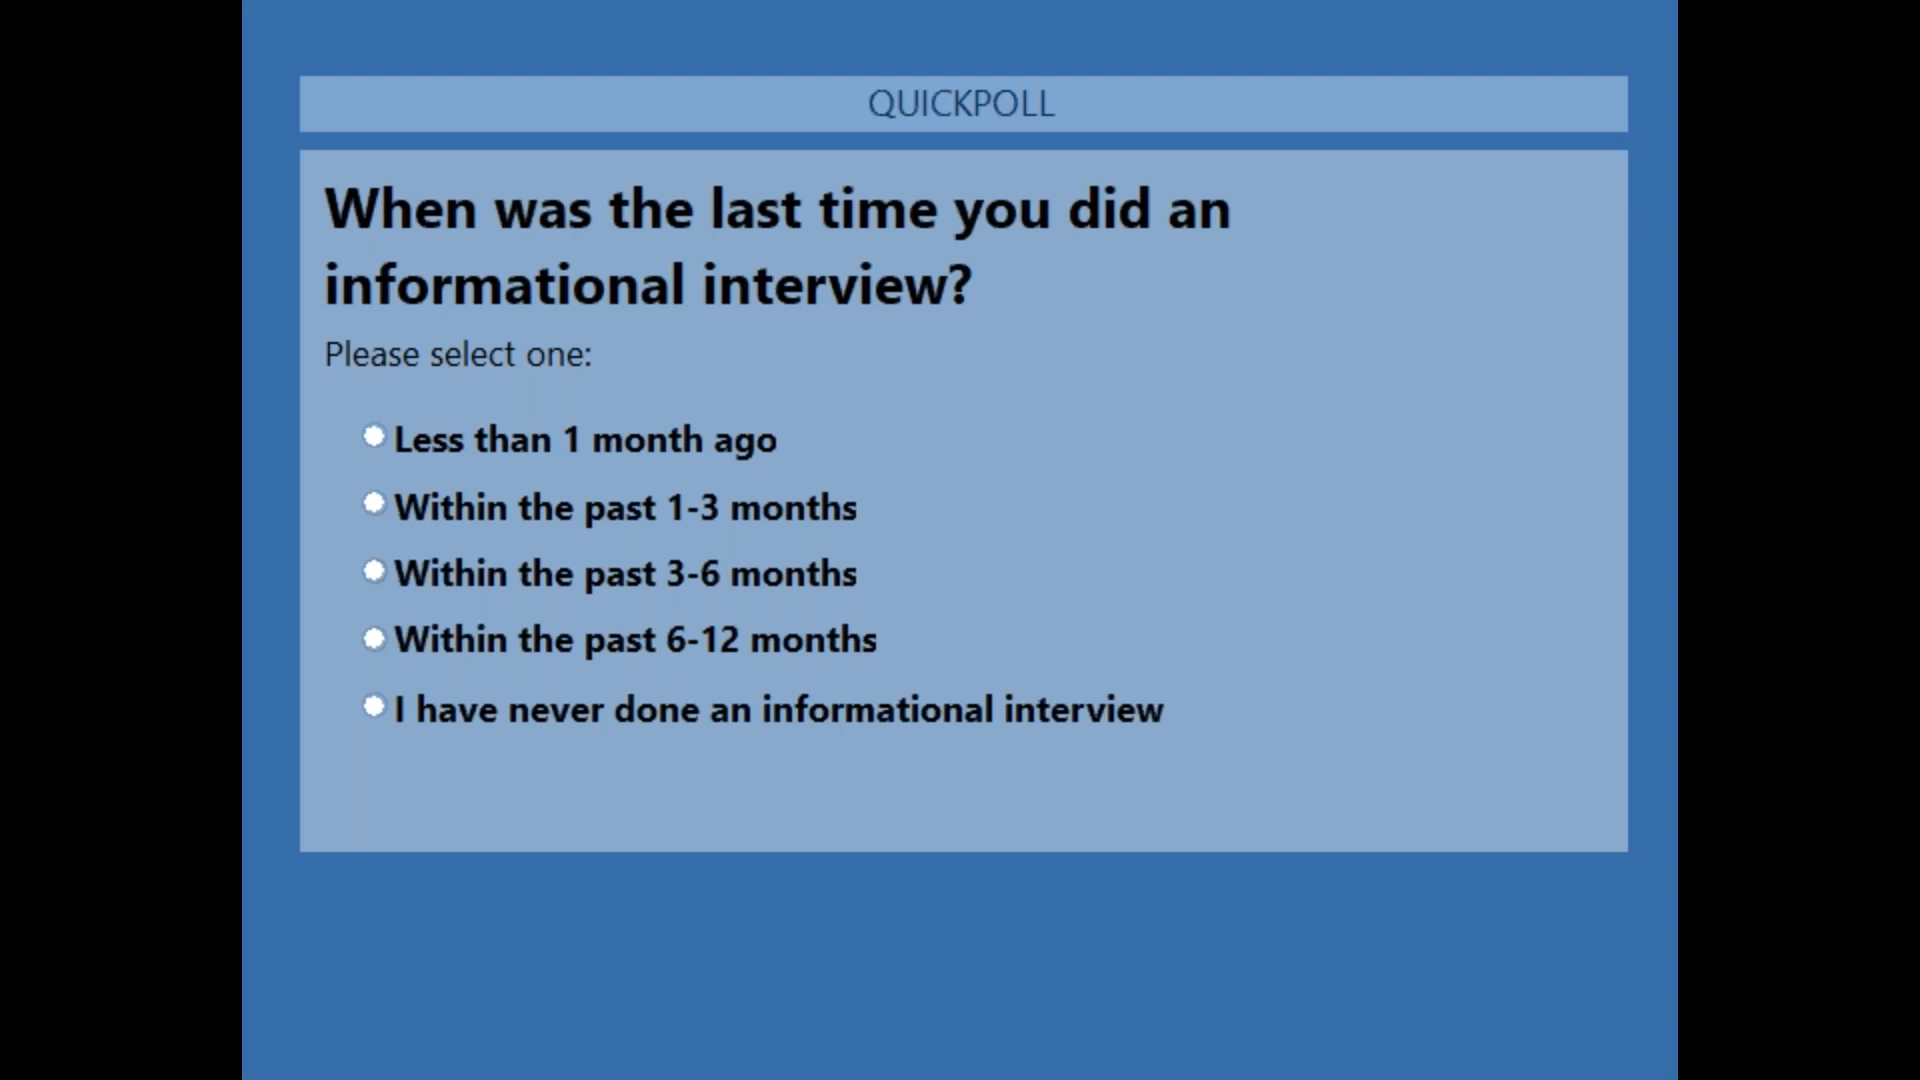 QUICKPOLL
When was the last time you did an
informational interview?
Please select one:
Less than 1 month ago
Within the past 1-3 months
Within the past 3-6 months
Within the past 6-12 months
I have never done an informational interview